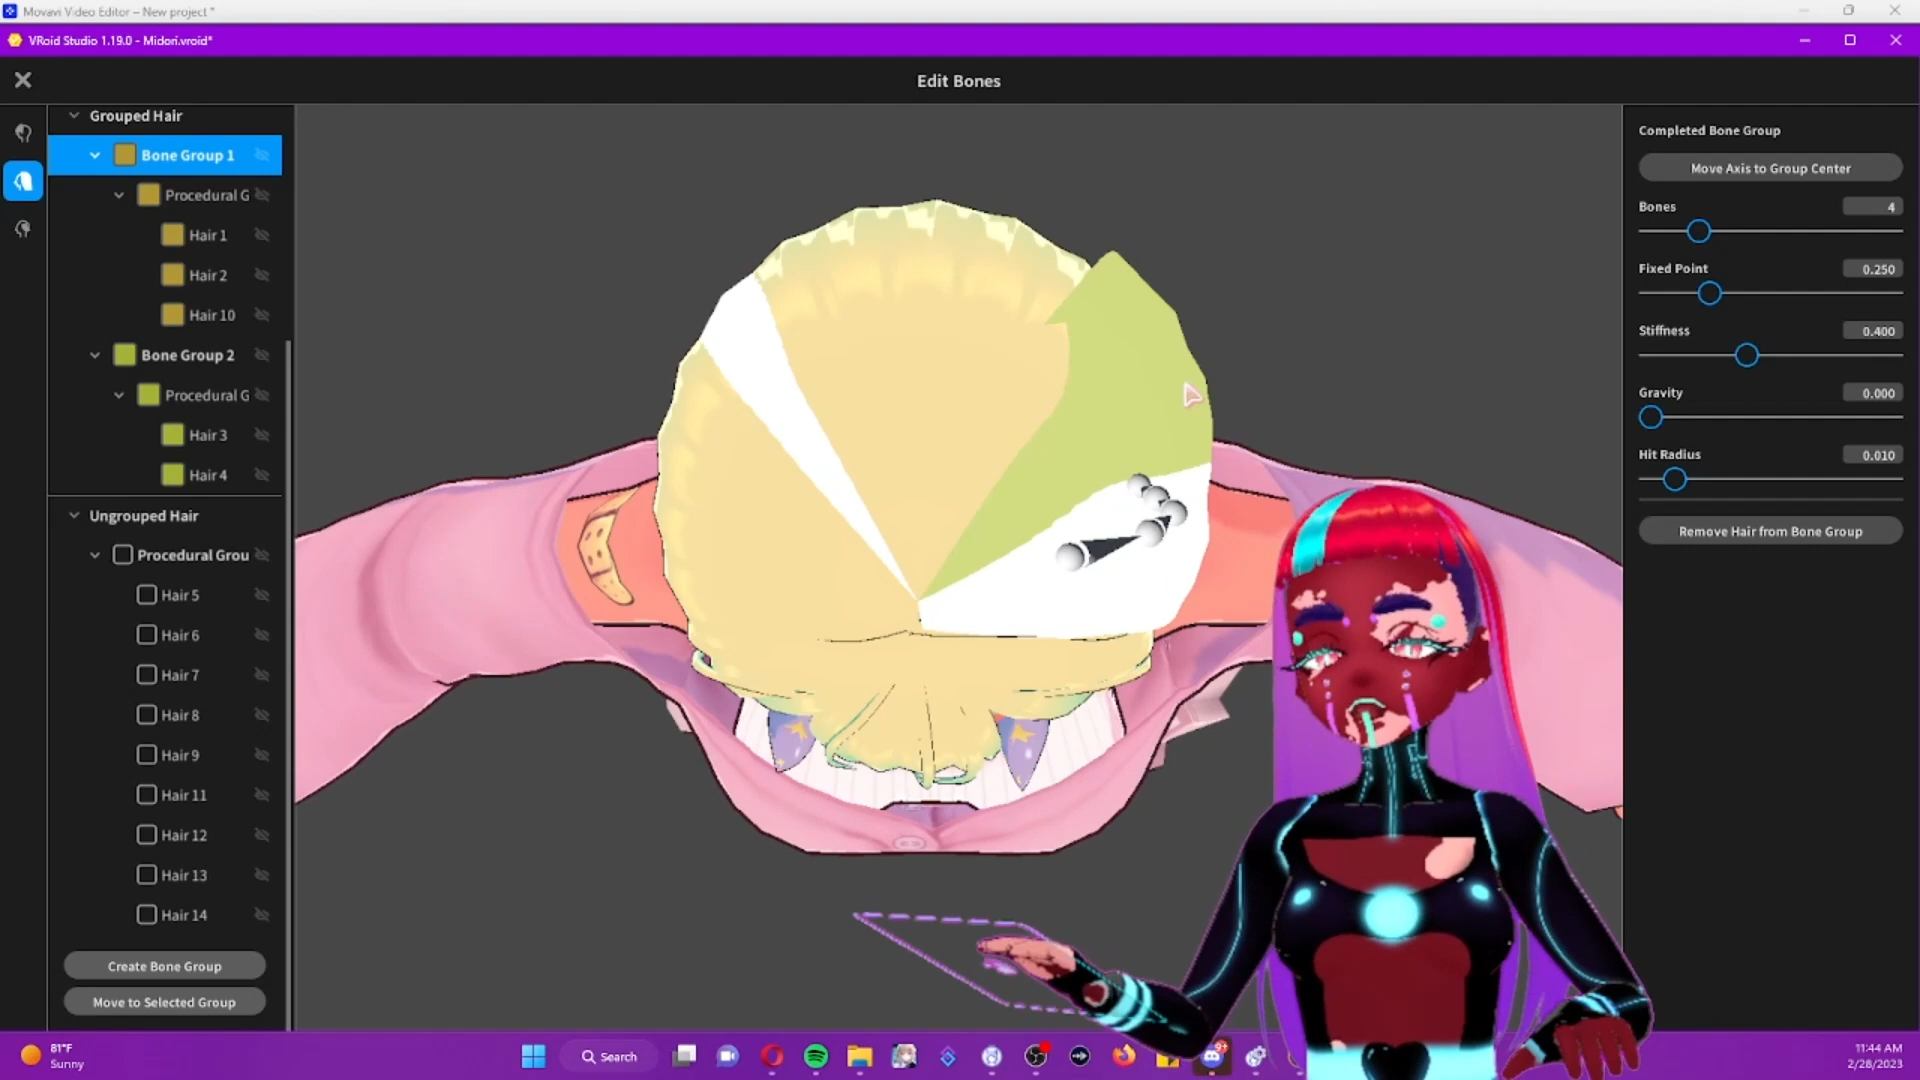 Movavi Video Editor – New project *
VRoid Studio 1.19.0 - Midori.vroid*
Edit Bones
Grouped Hair
Bone Group 1
Procedural G
Hair 1
Hair 2
Hair 10
Bone Group 2
Procedural G
Hair 3
Hair 4
Ungrouped Hair
Procedural Grou
Hair 5
Hair 6
Hair 7
Hair 8
Hair 9
Hair 11
Hair 12
Hair 13
Hair 14
Create Bone Group
Move to Selected Group
Completed Bone Group
Move Axis to Group Center
Bones 4
Fixed Point 0.250
Stiffness 0.400
Gravity 0.000
Hit Radius 0.010
Remove Hair from Bone Group
81°F
Sunny
Search
9+
11:44 AM
2/28/2023